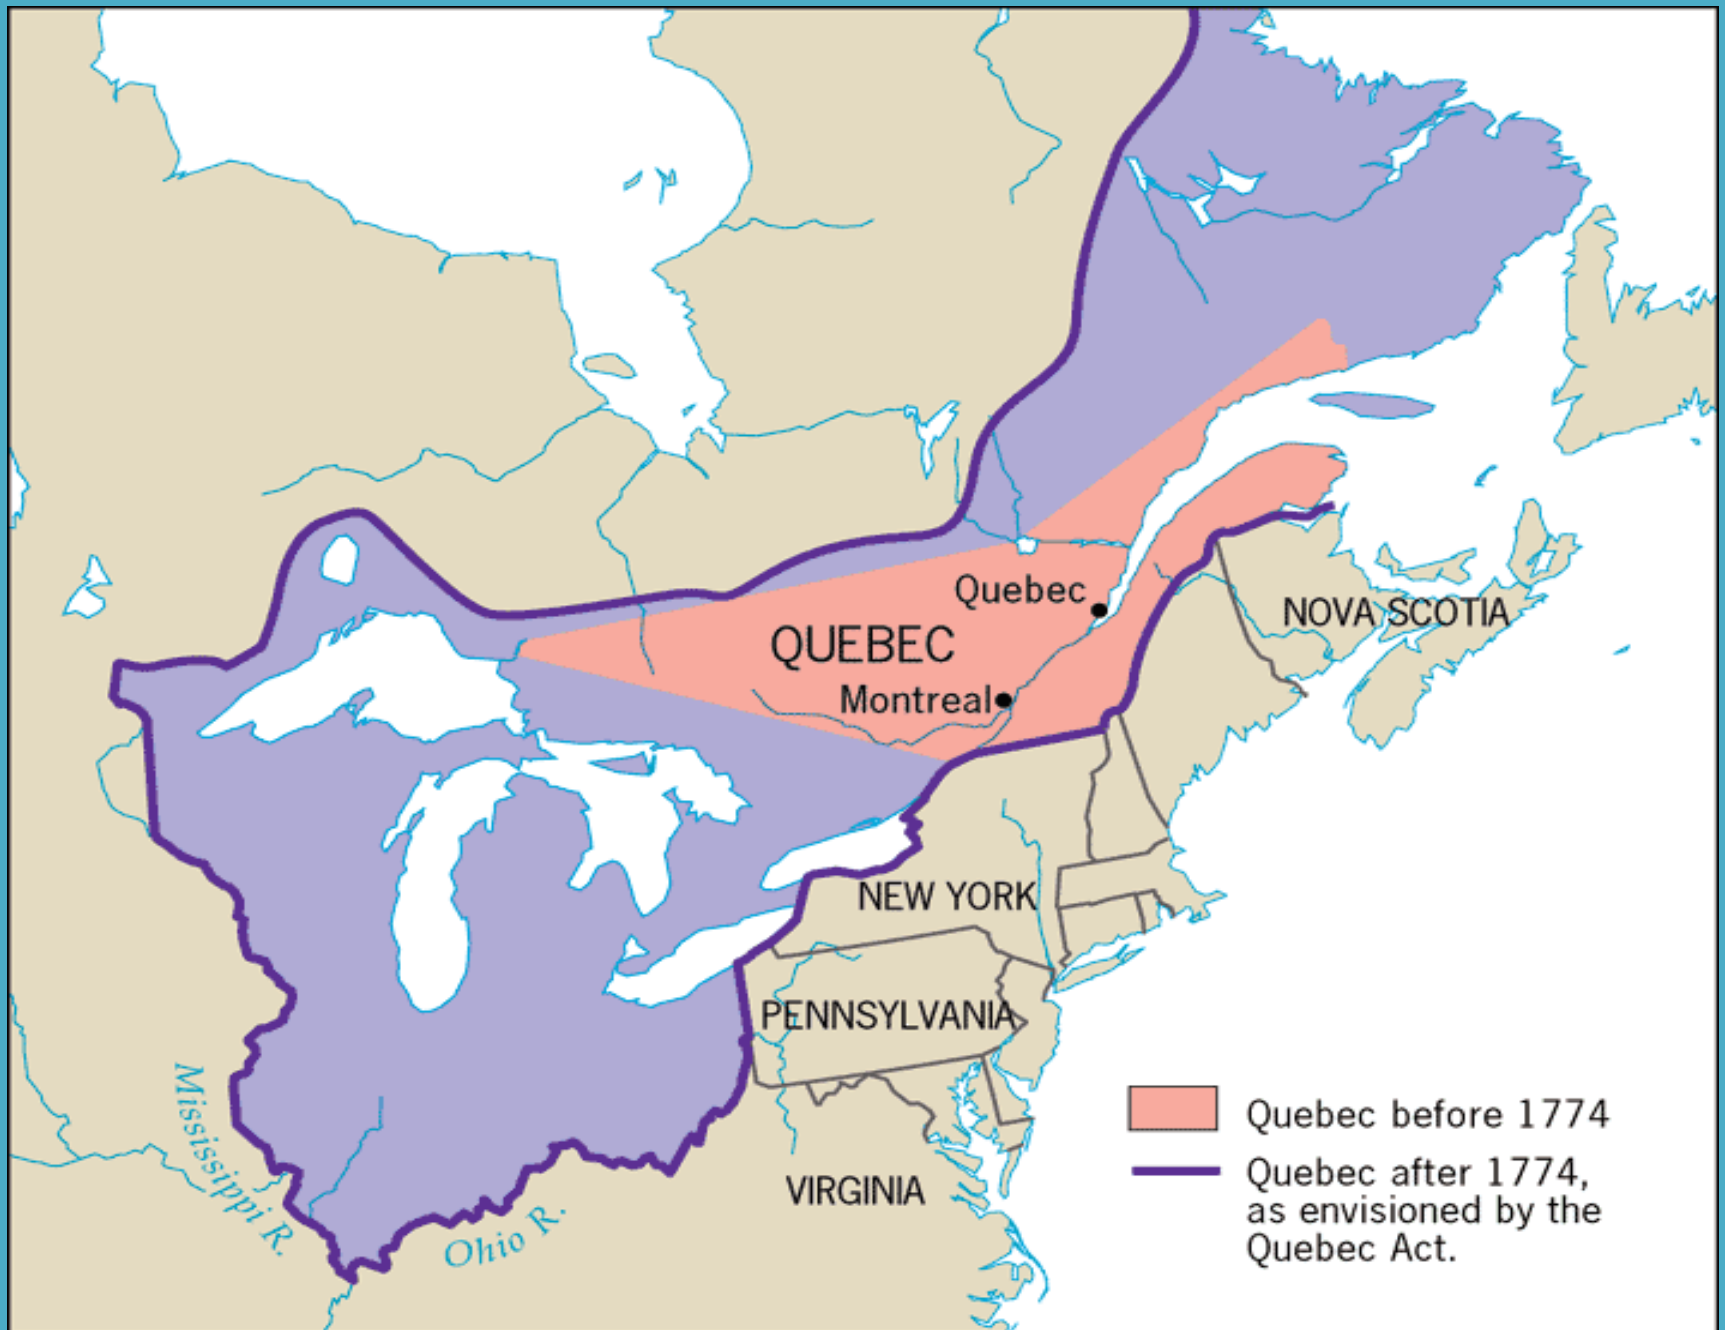 Quebec
QUEBEC
Montreal
NOVA SCOTIA
NEW YORK
PENNSYLVANIA
VIRGINIA
Mississippi R.
Ohio R.
Quebec before 1774
Quebec after 1774,
as envisioned by the
Quebec Act.